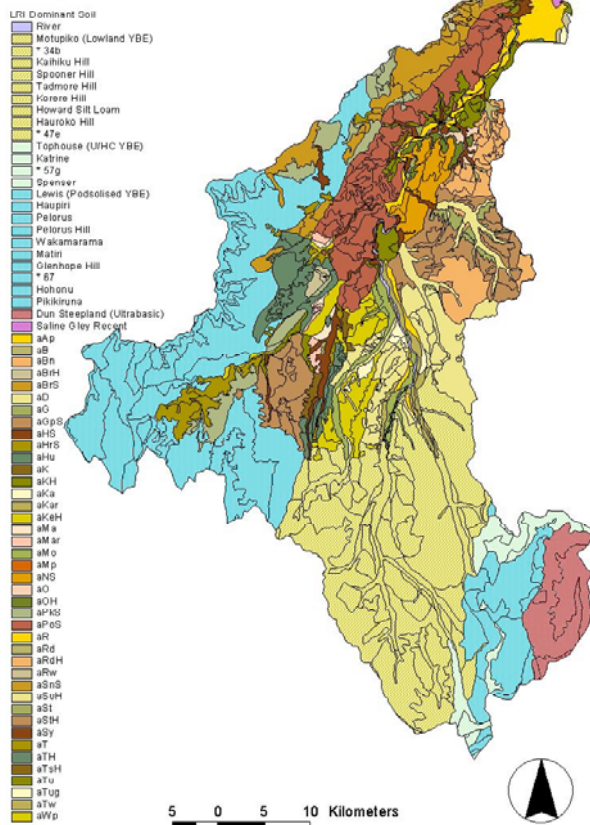 LRI Dominant Soil
River
Motupiko (Lowland YBE)
* 34b
Kaihiku Hill
Spooner Hill
Tadmore Hill
Korere Hill
Howard Silt Loam
Hauroko Hill
* 47e
Tophouse (U/HC YBE)
Katrine
* 57g
Spenser
Lewis (Podsolised YBE)
Haupiri
Pelorus
Pelorus Hill
Wakamarama
Matiri
Glenhope Hill
* 67
Hohonu
Pikikiruna
Dun Steepland (Ultrabasic)
Saline Gley Recent
aAp
aB
aBn
aBrH
aBrS
aD
aG
aGpS
aHS
aHrS
aHu
aK
aKH
aKa
aKar
aKeH
aMa
aMar
aMo
aMp
aNS
aO
aOH
aPkS
aPoS
aR
aRd
aRdH
aRw
aSnS
aSuH
aSt
aStH
aSy
aT
aTH
aTsH
aTu
aTug
aTw
aWp
5 0 5 10 Kilometers